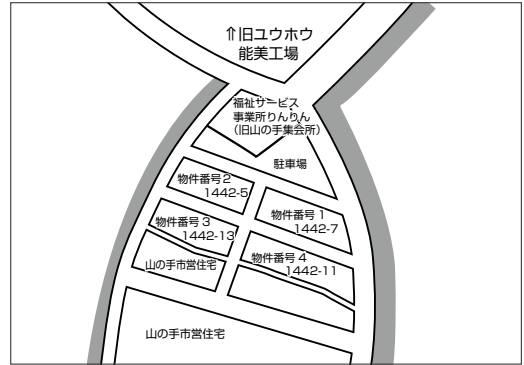 ⇑旧ユウホウ
能美工場
福祉サービス
事業所りんりん
（旧山の手集会所）
駐車場
物件番号2
1442-5
物件番号1
1442-7
物件番号3
1442-13
物件番号4
1442-11
山の手市営住宅
山の手市営住宅